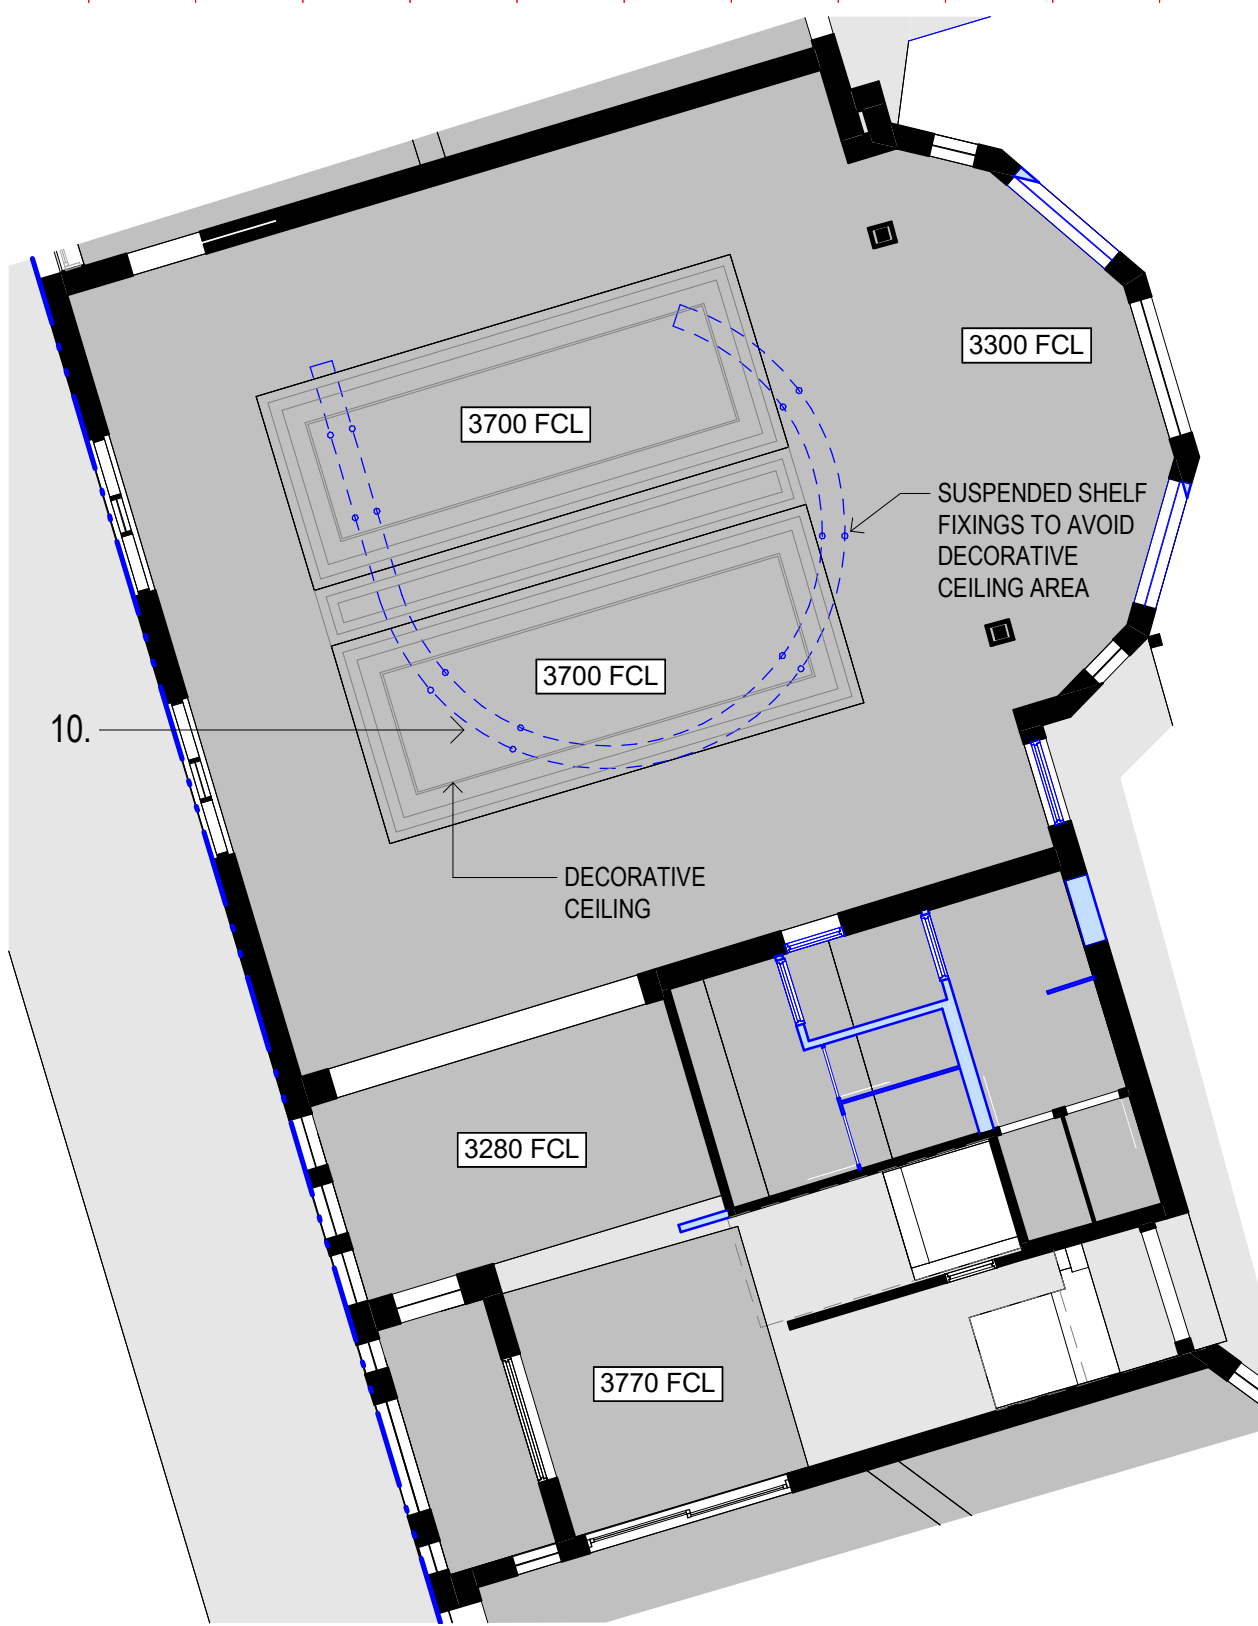 3300 FCL
3700 FCL
SUSPENDED SHELF
FIXINGS TO AVOID
DECORATIVE
CEILING AREA
3700 FCL
10.
DECORATIVE
CEILING
3280 FCL
3770 FCL